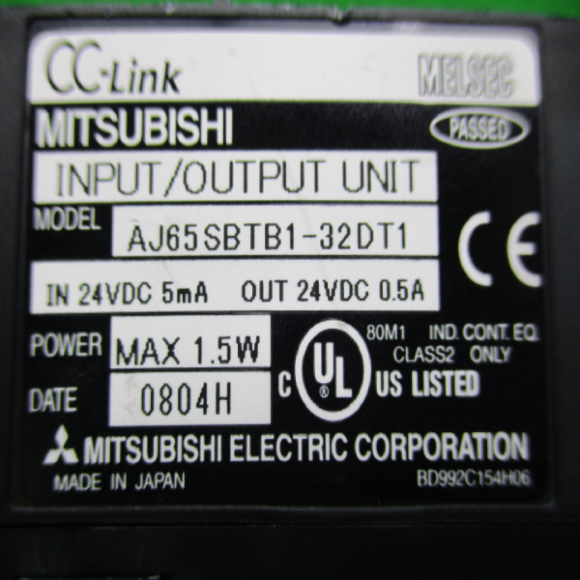 CC-Link MELSEC
MITSUBISHI PASSED
INPUT/OUTPUT UNIT
MODEL AJ65SBTB1-32DT1
CE
IN 24VDC 5mA OUT 24VDC 0.5A
POWER MAX 1.5W
80M1 IND. CONT. EQ.
CLASS2 ONLY
C UL ® US LISTED
DATE 0804H
MITSUBISHI ELECTRIC CORPORATION
MADE IN JAPAN BD992C154H06